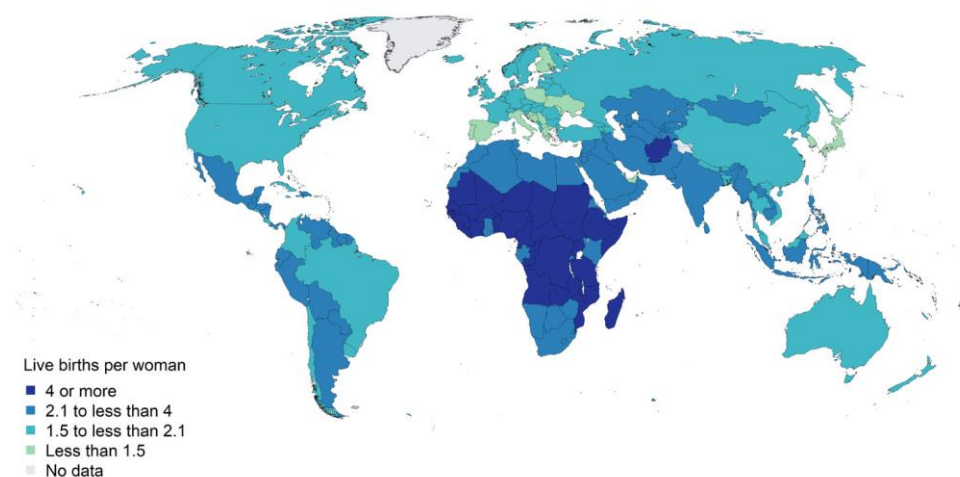 Live births per woman
4 or more
2.1 to less than 4
1.5 to less than 2.1
Less than 1.5
No data